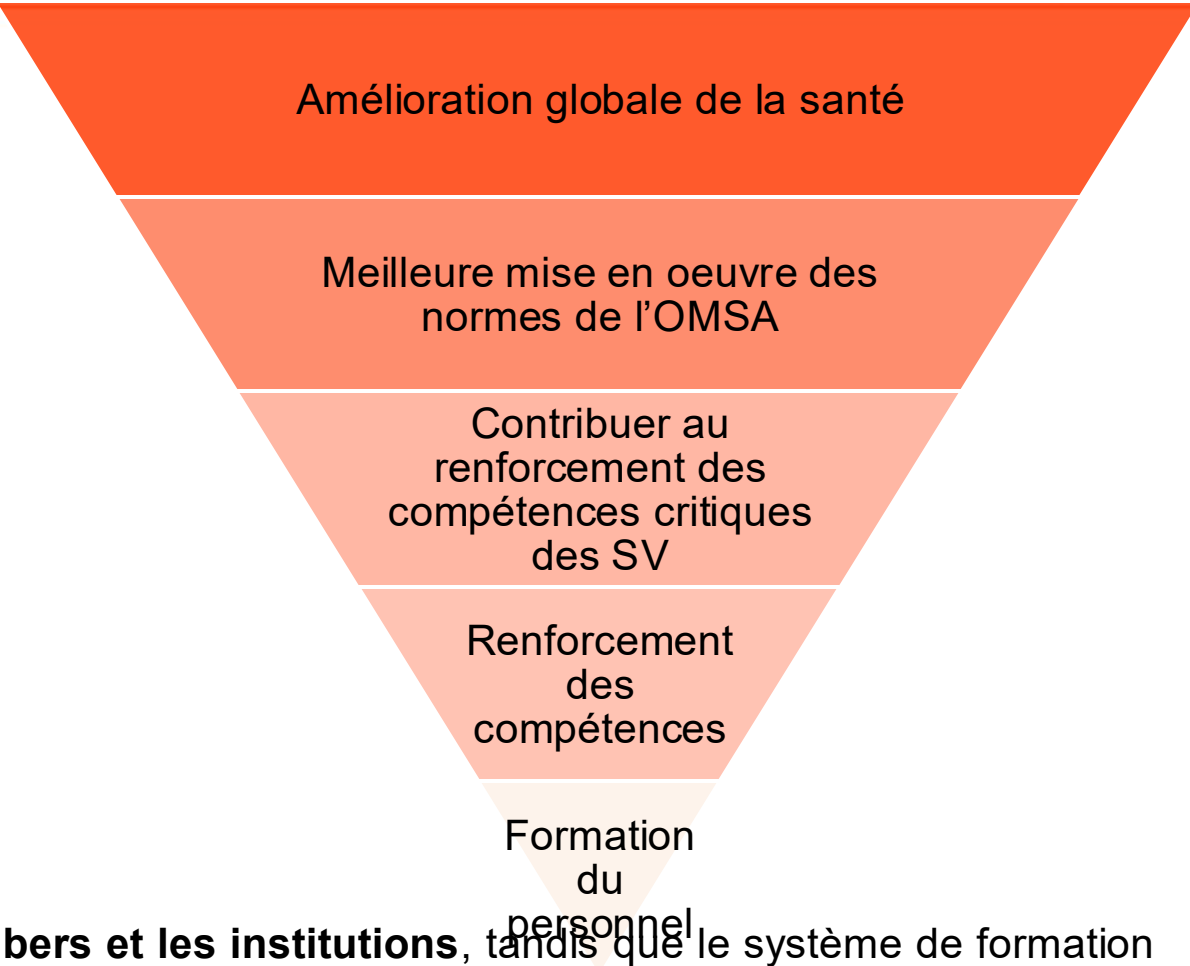 Amélioration globale de la santé
Meilleure mise en oeuvre des
normes de l’OMSA
Contribuer au
renforcement des
compétences critiques
des SV
Renforcement
des
compétences
Formation
du
personnel
bers et les institutions, tandis que le système de formation